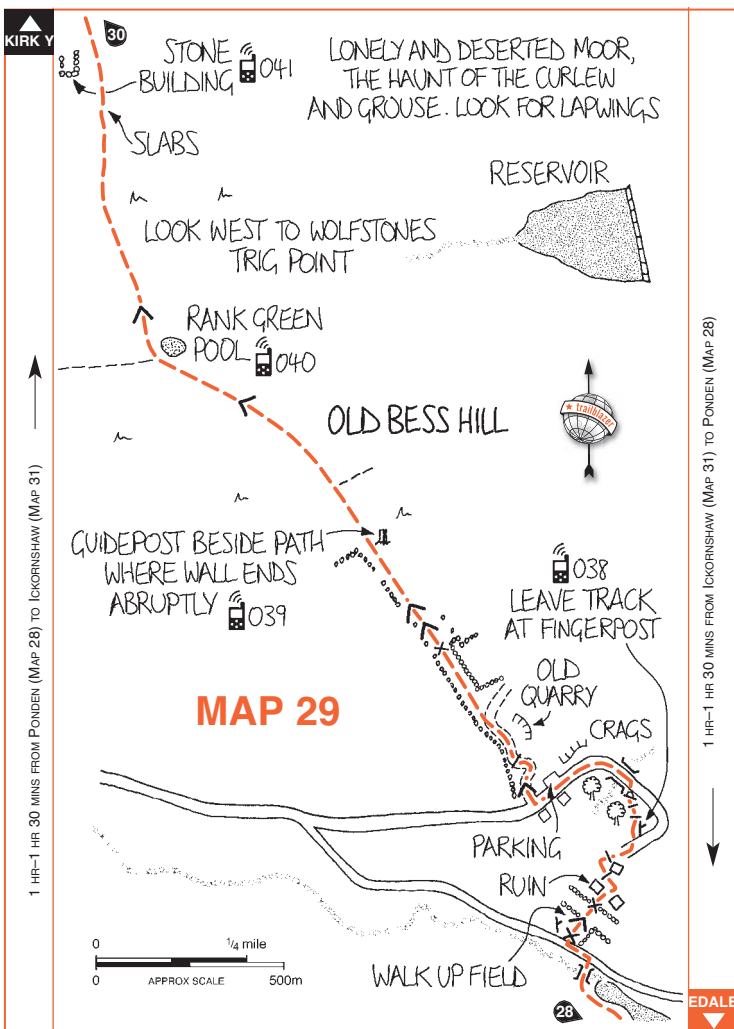 KIRK Y
30
STONE
BUILDING
041
LONELY AND DESERTED MOOR,
THE HAUNT OF THE CURLEW
AND GROUSE. LOOK FOR LAPWINGS
SLABS
RESERVOIR
LOOK WEST TO WOLFSTONES
TRIG POINT
RANK GREEN
POOL
040
OLD BESS HILL
trailblazer
GUIDEPOST BESIDE PATH
WHERE WALL ENDS
ABRUPTLY
039
038
LEAVE TRACK
AT FINGERPOST
OLD
QUARRY
MAP 29
CRAGS
PARKING
RUIN
WALK UP FIELD
0 1/4 mile
0 APPROX SCALE 500m
28
EDALE
1 HR–1 HR 30 MINS FROM PONDEN (MAP 28) TO ICKORNSHAW (MAP 31)
1 HR–1 HR 30 MINS FROM ICKORNSHAW (MAP 31) TO PONDEN (MAP 28)